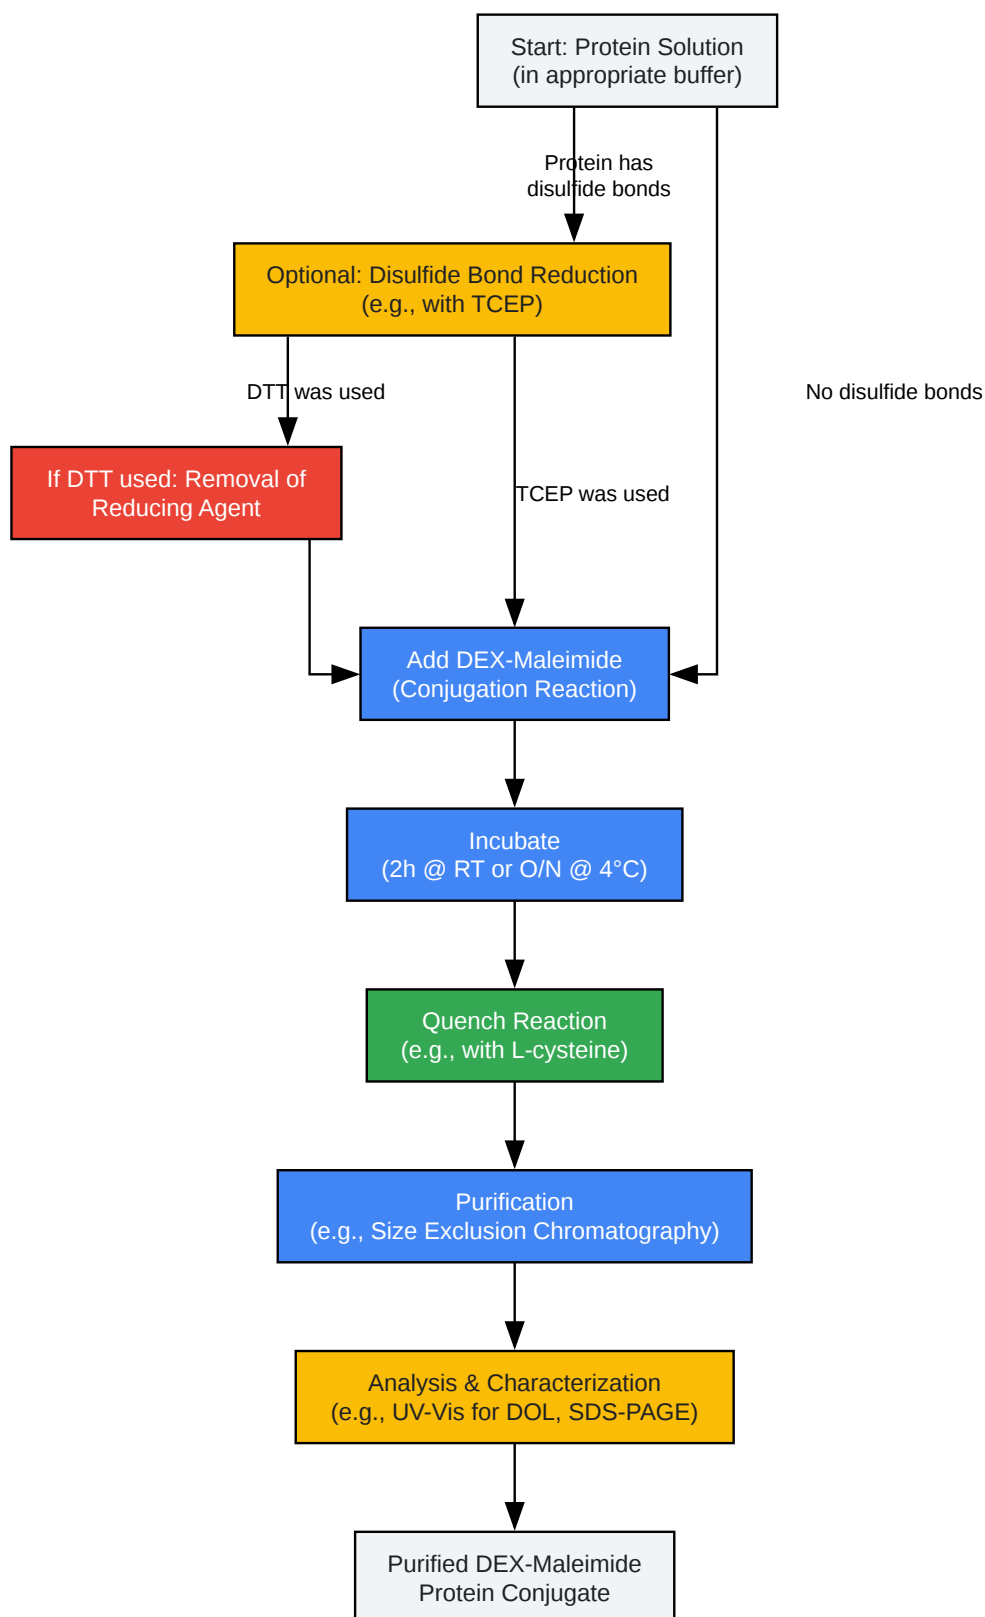 Start: Protein Solution
(in appropriate buffer)
Protein has
disulfide bonds
Optional: Disulfide Bond Reduction
(e.g., with TCEP)
DTT was used
No disulfide bonds
If DTT used: Removal of
Reducing Agent
TCEP was used
Add DEX-Maleimide
(Conjugation Reaction)
Incubate
(2h @ RT or O/N @ 4°C)
Quench Reaction
(e.g., with L-cysteine)
Purification
(e.g., Size Exclusion Chromatography)
Analysis & Characterization
(e.g., UV-Vis for DOL, SDS-PAGE)
Purified DEX-Maleimide
Protein Conjugate